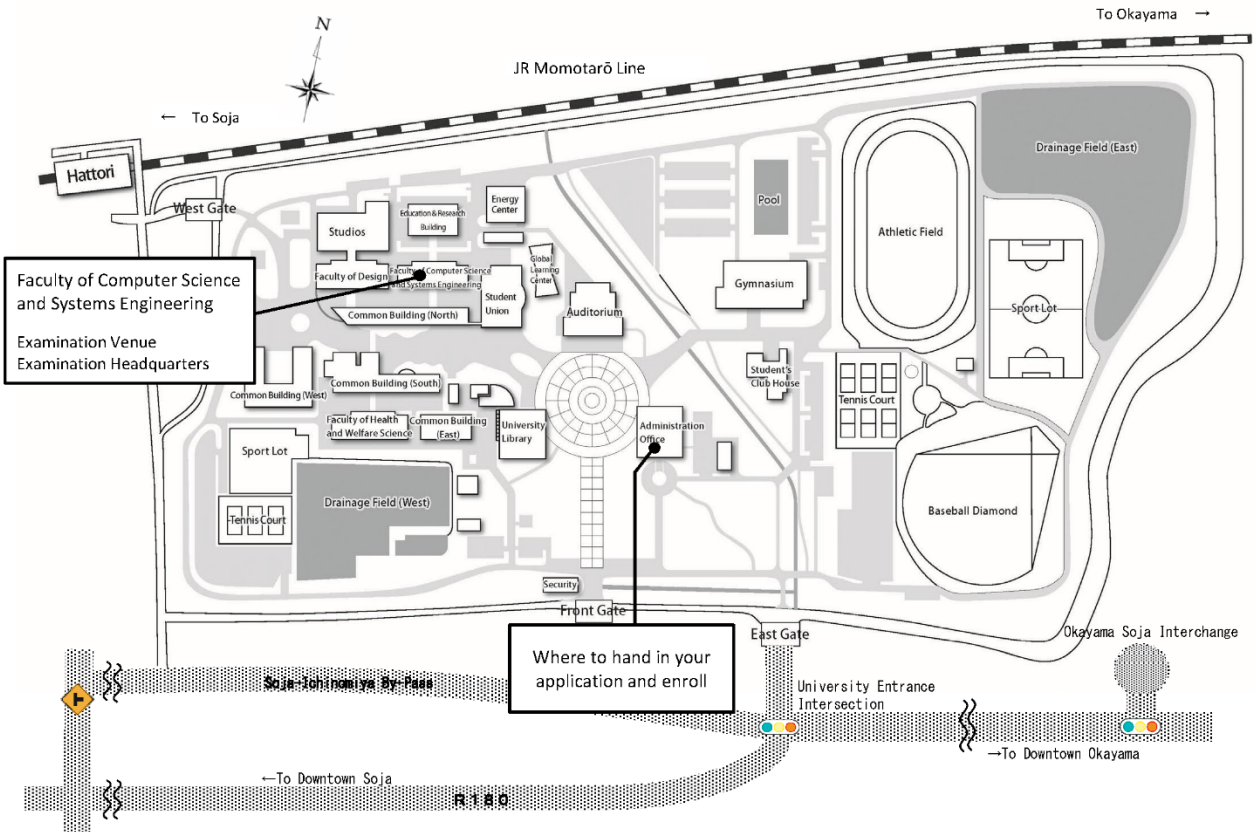 To Okayama →
N
JR Momotarō Line
← To Soja
Hattori
West Gate
Drainage Field (East)
Energy
Center
Education & Research
Building
Pool
Studios
Athletic Field
Global
Learning
Center
Faculty of Design
Faculty of Computer Science
and Systems Engineering
Faculty of Computer Science
and Systems Engineering
Examination Venue
Examination Headquarters
Student
Union
Gymnasium
Sport Lot
Common Building (North)
Auditorium
Common Building (West)
Common Building (South)
Student's
Club House
Tennis Court
Faculty of Health
and Welfare Science
Common Building
(East)
University
Library
Administration
Office
Sport Lot
Drainage Field (West)
Tennis Court
Baseball Diamond
Security
Front Gate
East Gate
Okayama Soja Interchange
Where to hand in your
application and enroll
Soja-Ichinomiya By-Pass
University Entrance
Intersection
→To Downtown Okayama
←To Downtown Soja
R180